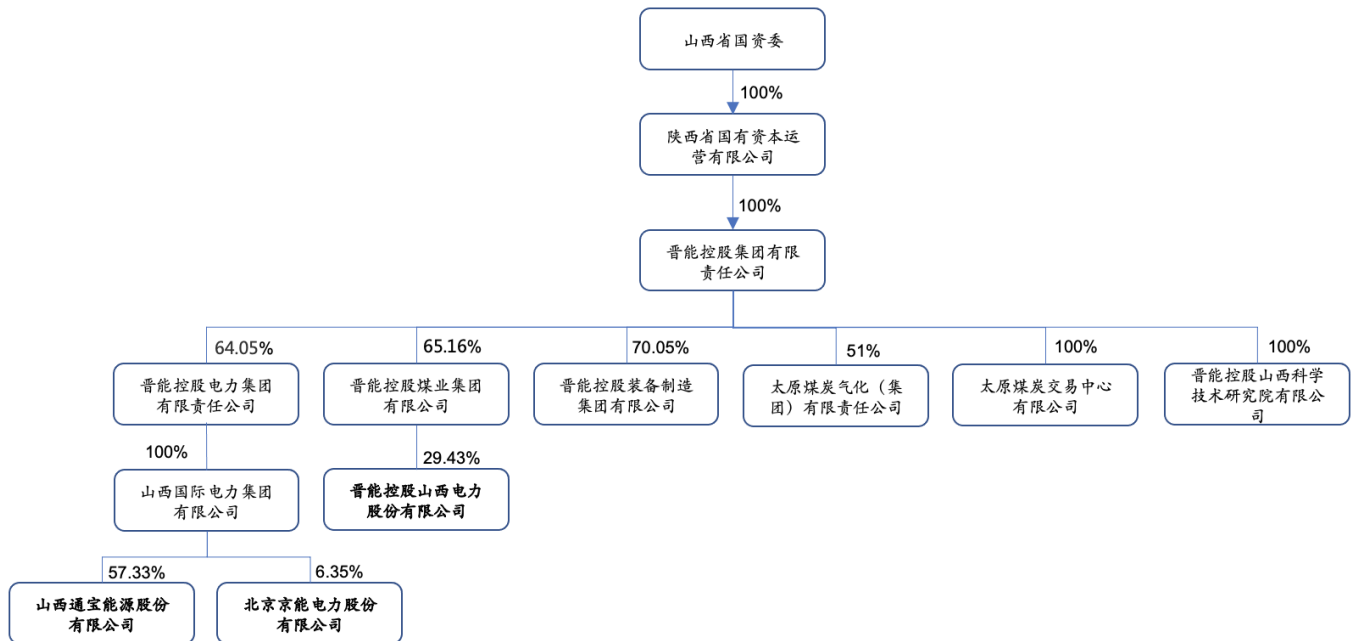 山西省国资委
100%
陕西省国有资本运
营有限公司
100%
晋能控股集团有限
责任公司
64.05%
65.16%
70.05%
51%
100%
100%
晋能控股电力集团
有限责任公司
晋能控股煤业集团
有限公司
晋能控股装备制造
集团有限公司
太原煤炭气化（集
团）有限责任公司
太原煤炭交易中心
有限公司
晋能控股山西科学
技术研究院有限公
司
100%
29.43%
山西国际电力集团
有限公司
晋能控股山西电力
股份有限公司
57.33%
6.35%
山西通宝能源股份
有限公司
北京京能电力股份
有限公司